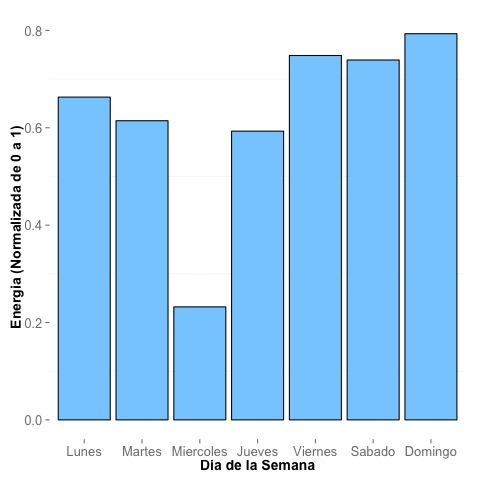 0.8
0.6
0.4
0.2
0.0
Energia (Normalizada de 0 a 1)
Lunes Martes Miercoles Jueves Viernes Sabado Domingo
Dia de la Semana